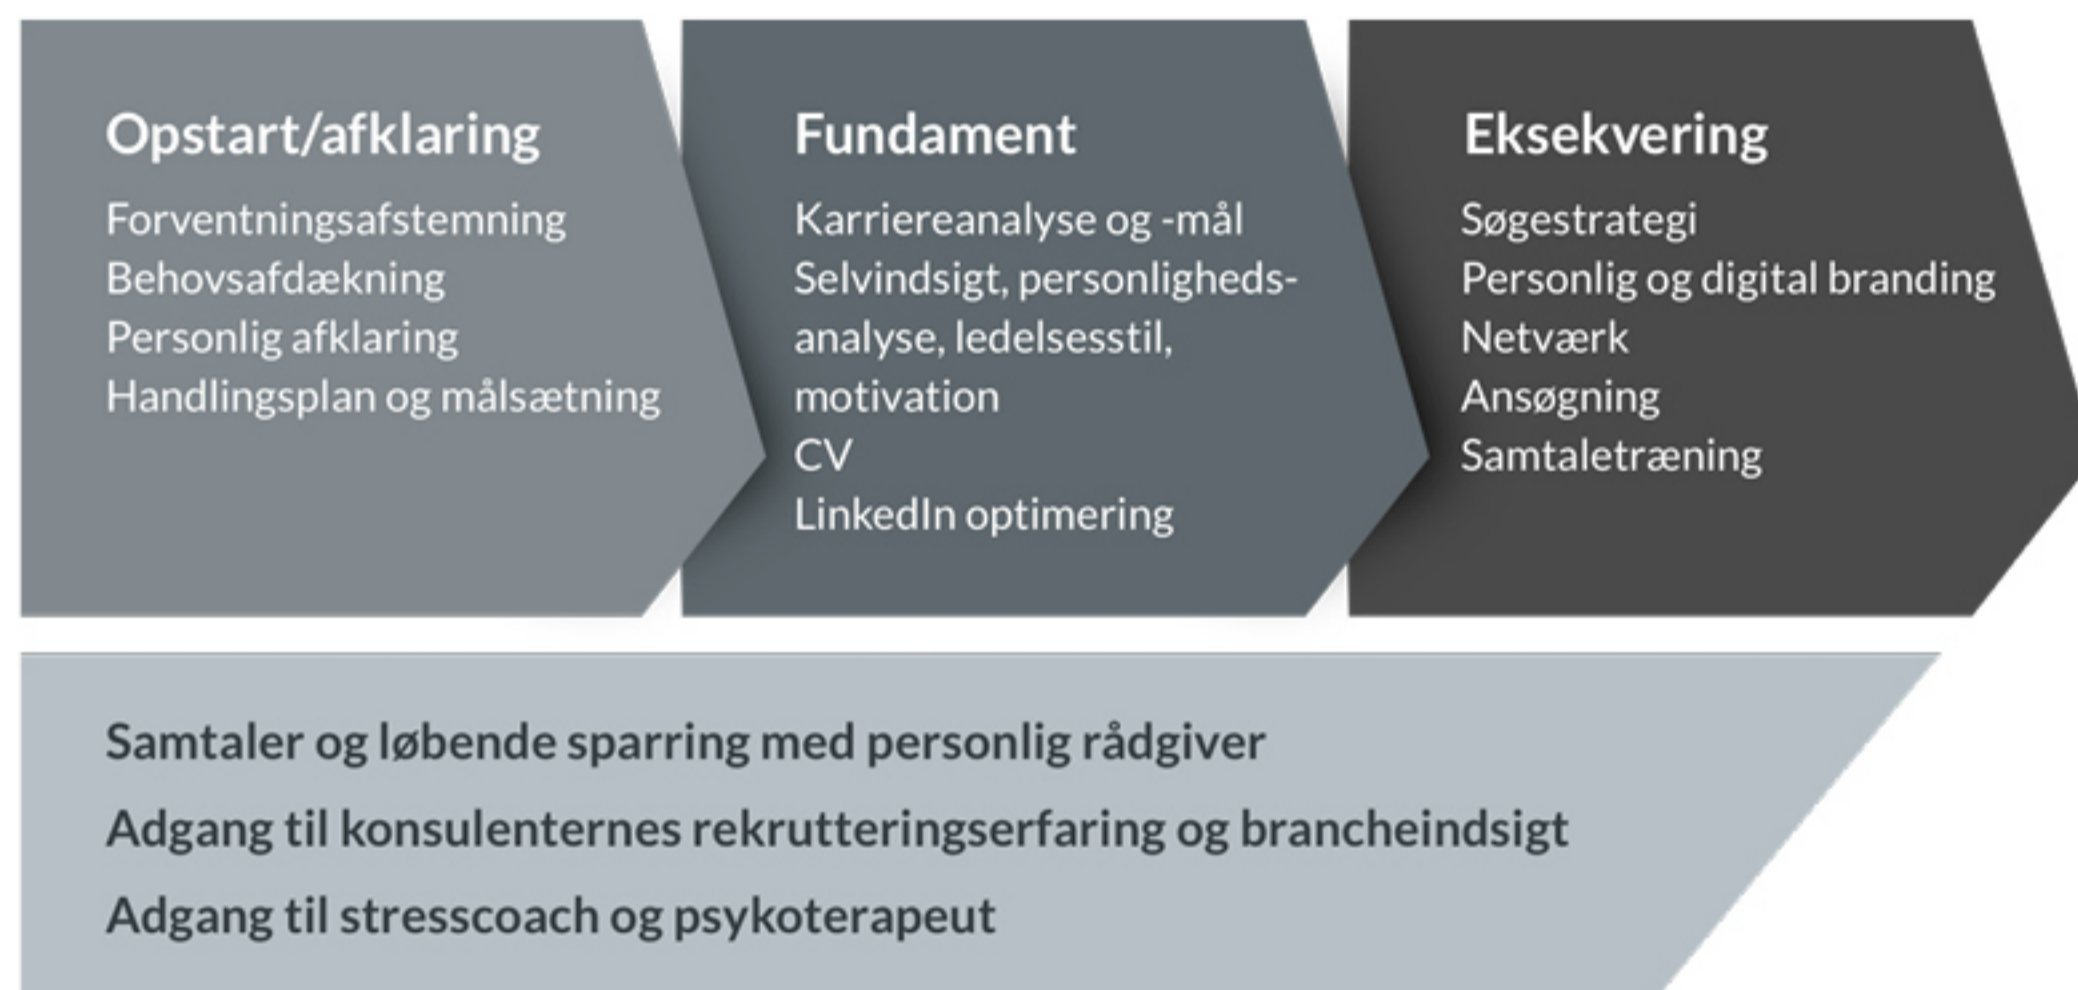 Opstart/afklaring
Forventningsafstemning
Behovsafdækning
Personlig afklaring
Handlingsplan og målsætning
Fundament
Karriereanalyse og -mål
Selvindsigt, personligheds-
analyse, ledelsesstil,
motivation
CV
LinkedIn optimering
Eksekvering
Søgestrategi
Personlig og digital branding
Netværk
Ansøgning
Samtaletræning
Samtaler og løbende sparring med personlig rådgiver
Adgang til konsulenternes rekrutteringserfaring og brancheindsigt
Adgang til stresscoach og psykoterapeut